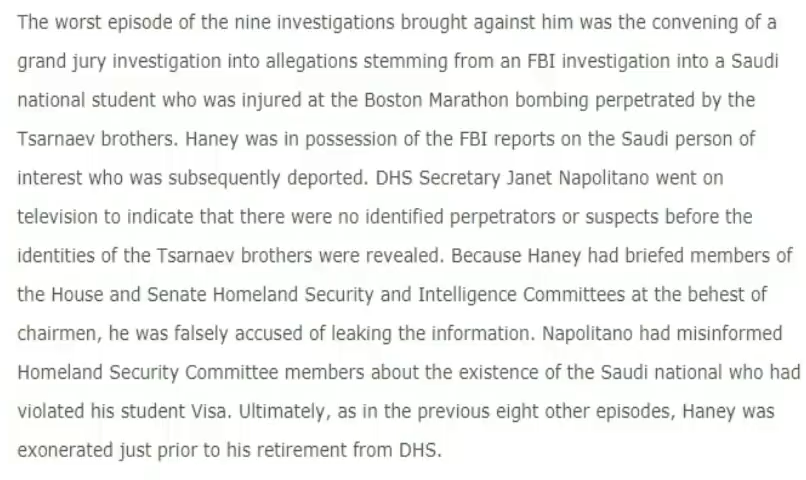 The worst episode of the nine investigations brought against him was the convening of a
grand jury investigation into allegations stemming from an FBI investigation into a Saudi
national student who was injured at the Boston Marathon bombing perpetrated by the
Tsarnaev brothers. Haney was in possession of the FBI reports on the Saudi person of
interest who was subsequently deported. DHS Secretary Janet Napolitano went on
television to indicate that there were no identified perpetrators or suspects before the
identities of the Tsarnaev brothers were revealed. Because Haney had briefed members of
the House and Senate Homeland Security and Intelligence Committees at the behest of
chairmen, he was falsely accused of leaking the information. Napolitano had misinformed
Homeland Security Committee members about the existence of the Saudi national who had
violated his student Visa. Ultimately, as in the previous eight other episodes, Haney was
exonerated just prior to his retirement from DHS.